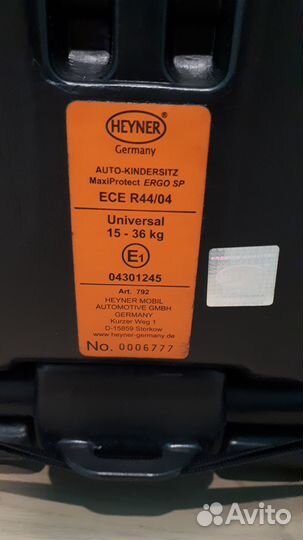 HEYNER
®
Germany
AUTO-KINDERSITZ
MaxiProtect ERGO SP
ECE R44/04
Universal
15 - 36 kg
E1
04301245
Art. 792
HEYNER MOBIL
AUTOMOTIVE GMBH
GERMANY
Kurzer Weg 1
D-15859 Storkow
www.heyner-germany.de
No. 0006777
Avito